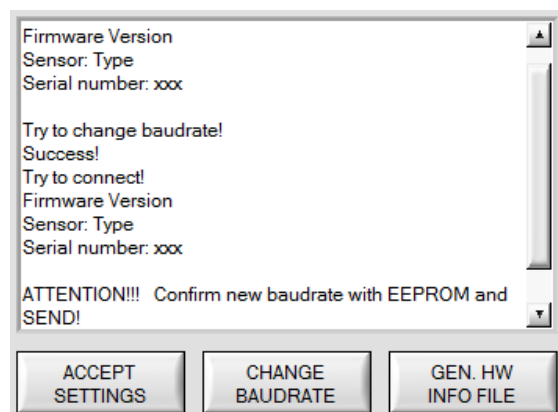 Firmware Version
Sensor: Type
Serial number: xxx
Try to change baudrate!
Success!
Try to connect!
Firmware Version
Sensor: Type
Serial number: xxx
ATTENTION!!!   Confirm new baudrate with EEPROM and
SEND!
ACCEPT
SETTINGS
CHANGE
BAUDRATE
GEN. HW
INFO FILE